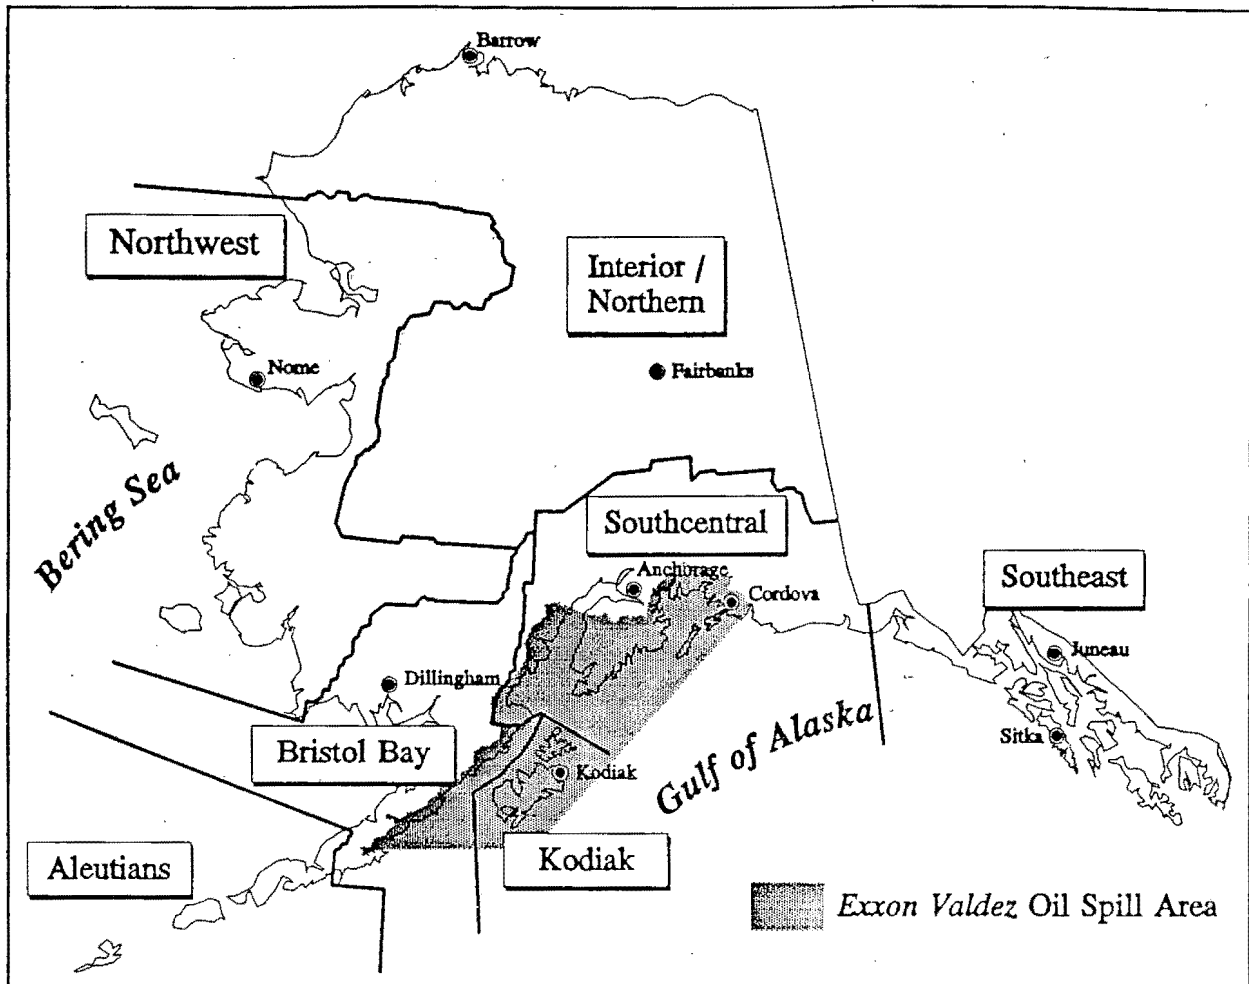 Barrow
Northwest
Interior /
Northern
Nome
Fairbanks
Bering Sea
Southcentral
Anchorage
Cordova
Southeast
Juneau
Dillingham
Sitka
Bristol Bay
Gulf of Alaska
Kodiak
Aleutians
Kodiak
Exxon Valdez Oil Spill Area